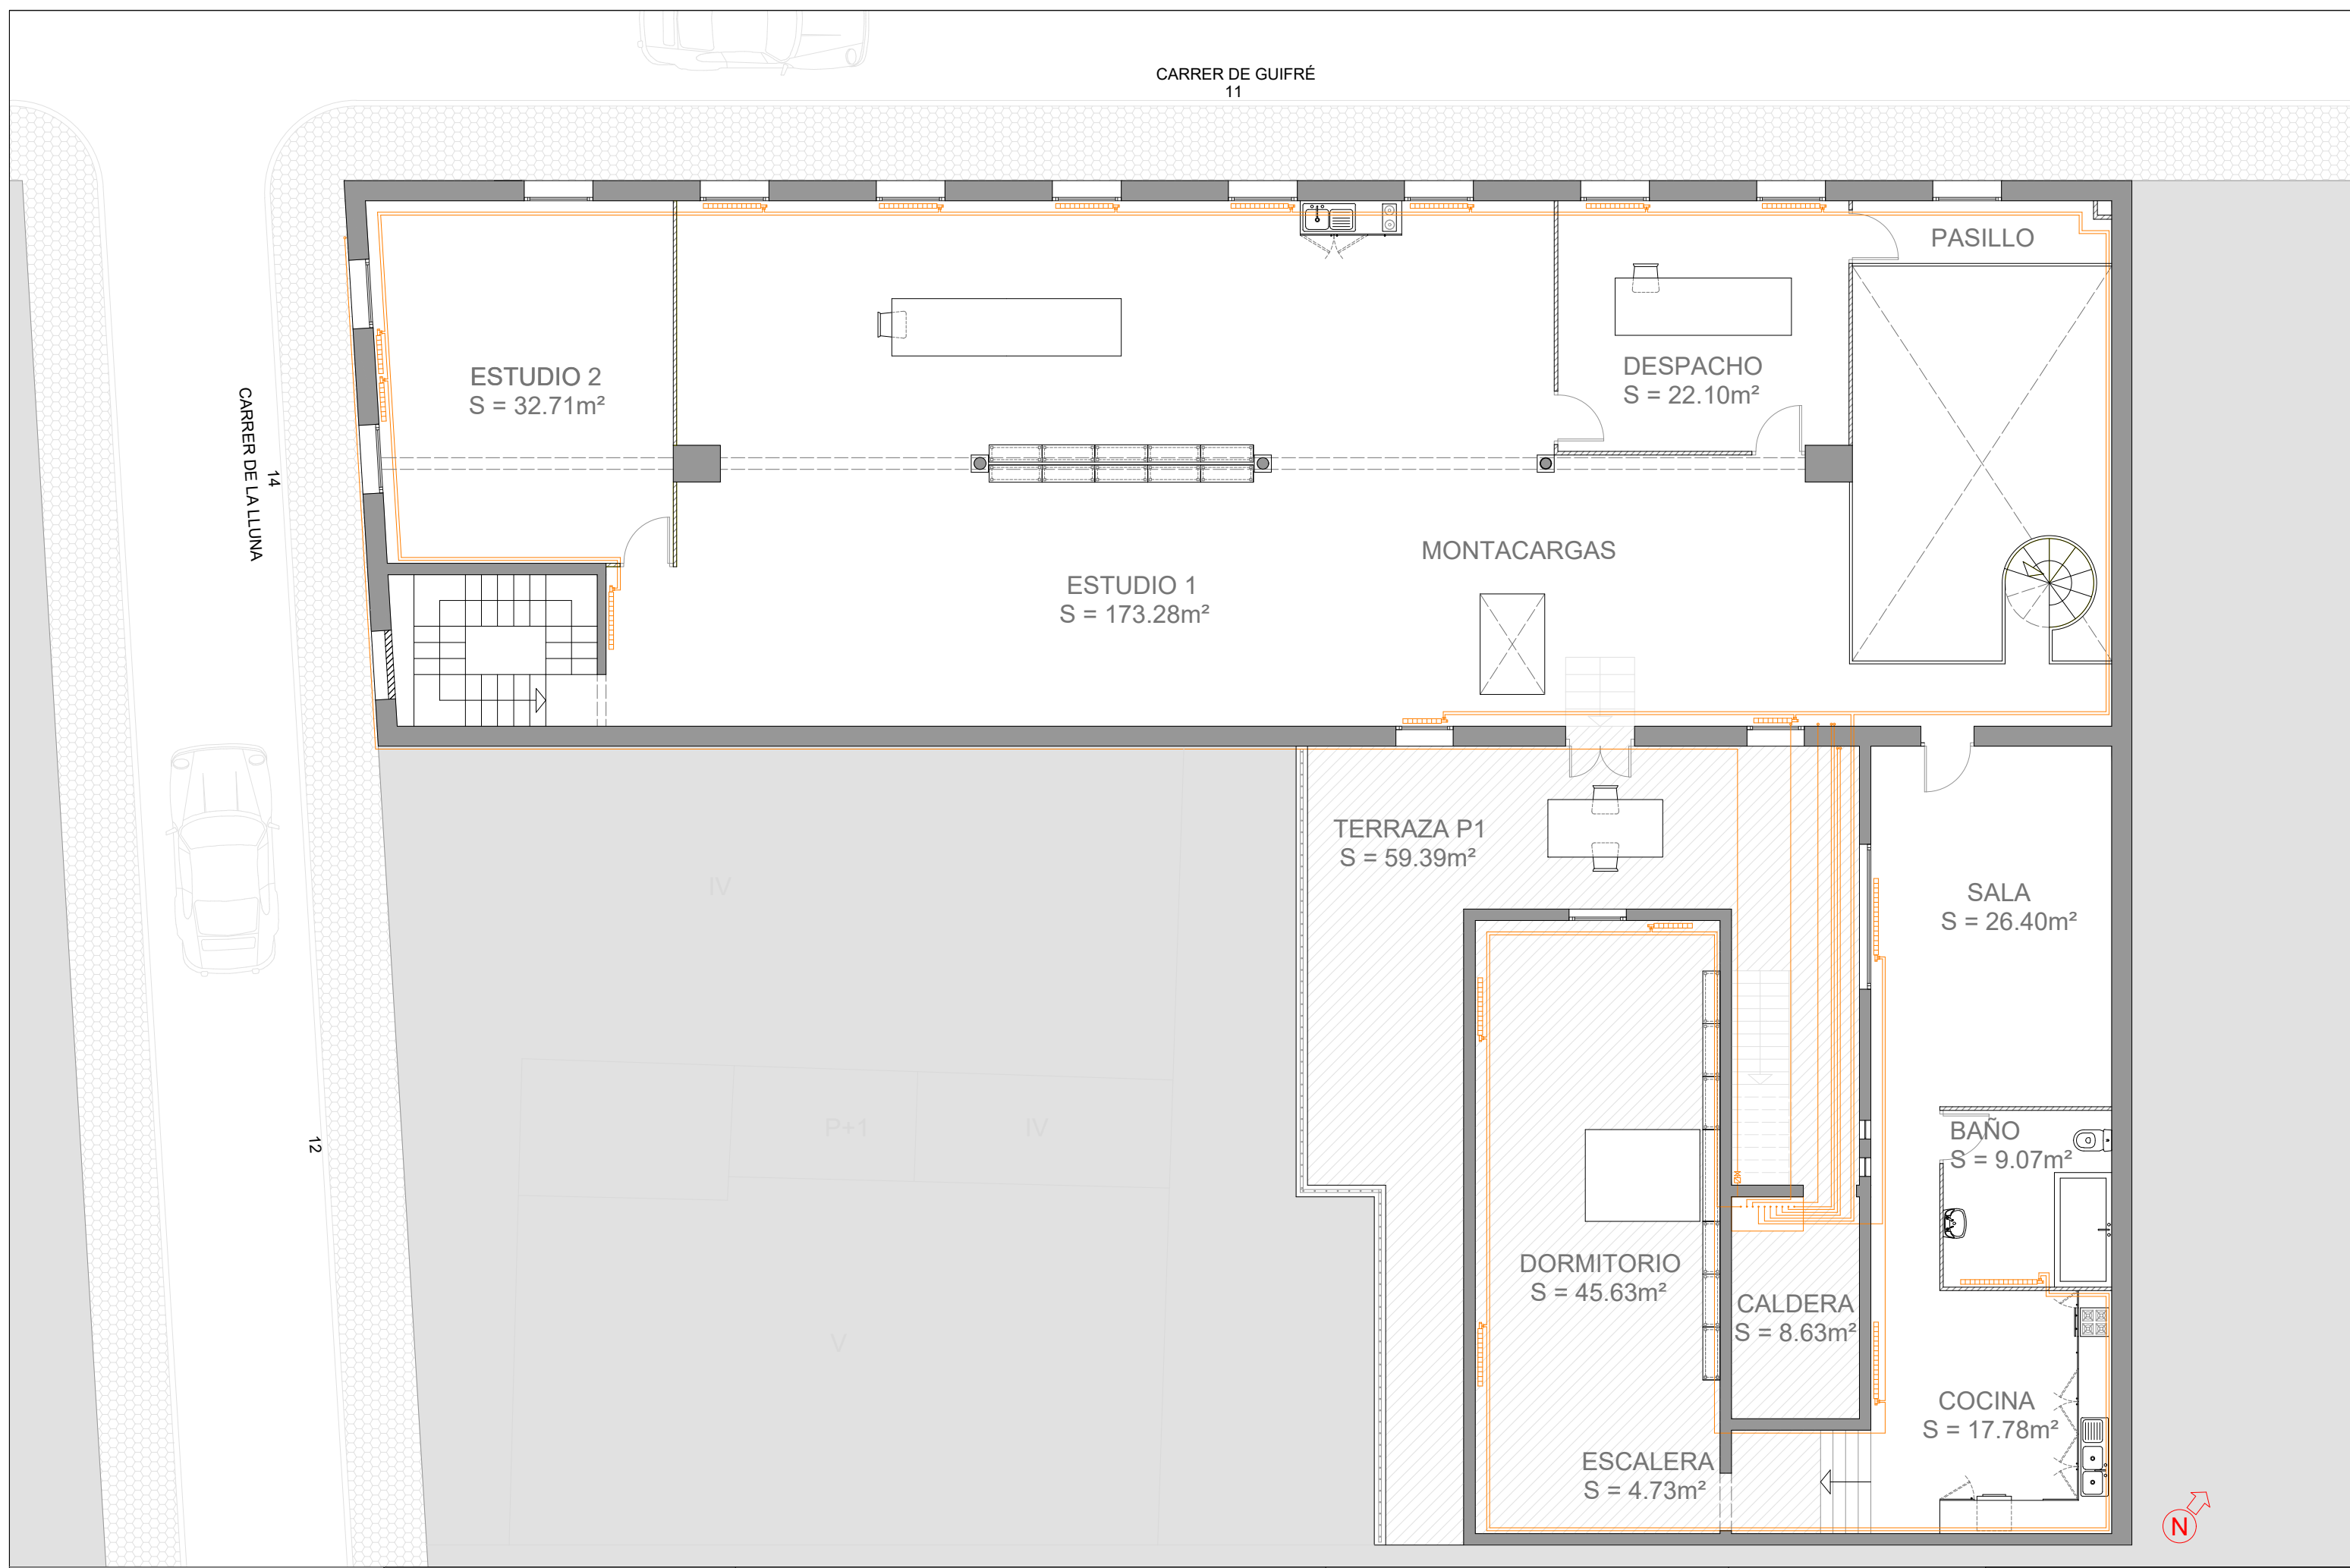 CARRER DE GUIFRÉ
11
PASILLO
ESTUDIO 2
S = 32.71m²
DESPACHO
S = 22.10m²
CARRER DE LA LLUNA
14
MONTACARGAS
ESTUDIO 1
S = 173.28m²
TERRAZA P1
S = 59.39m²
IV
SALA
S = 26.40m²
12
P+1
IV
BAÑO
S = 9.07m²
DORMITORIO
S = 45.63m²
CALDERA
S = 8.63m²
V
COCINA
S = 17.78m²
ESCALERA
S = 4.73m²
N